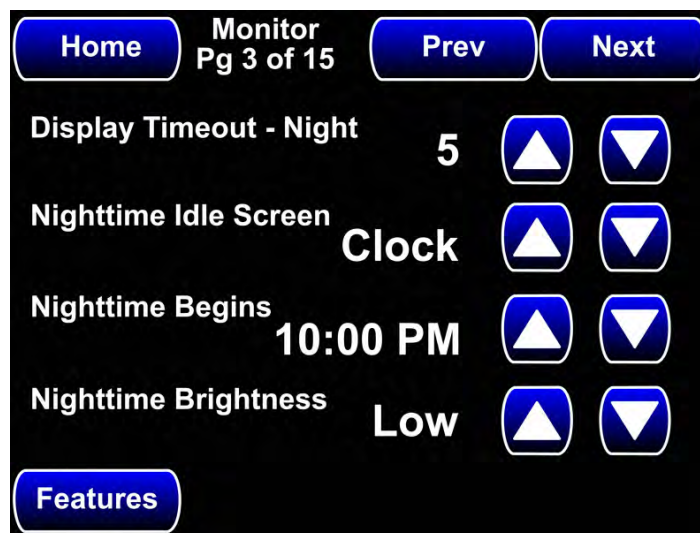 Home
Monitor
Pg 3 of 15
Prev
Next
Display Timeout - Night
5
Nighttime Idle Screen
Clock
Nighttime Begins
10:00 PM
Nighttime Brightness
Low
Features